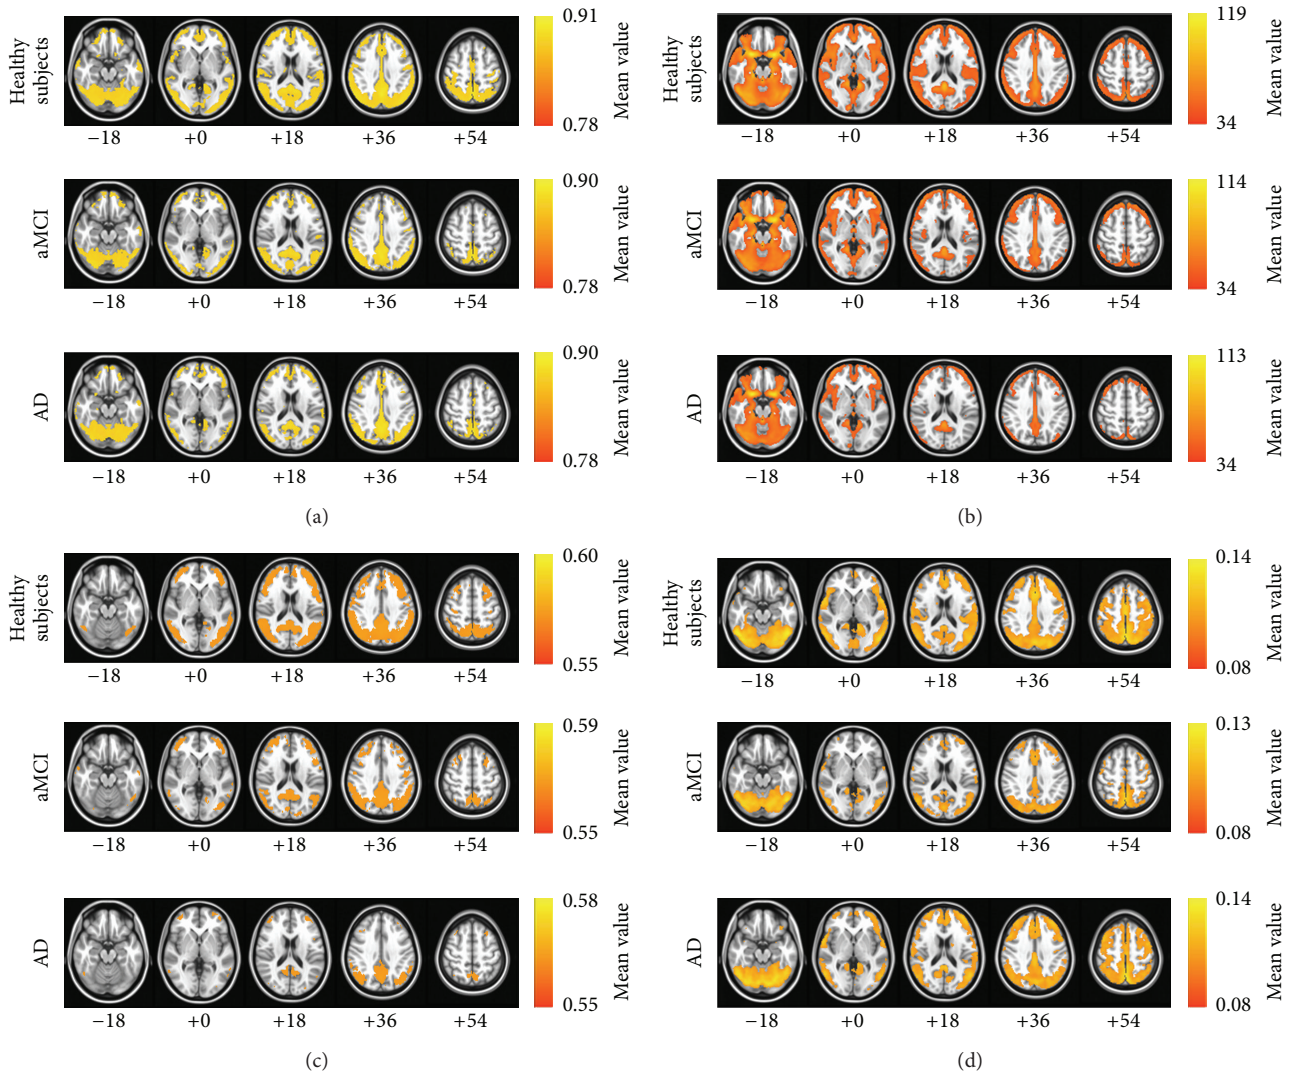 Healthy
subjects
0.91
0.78
Mean value
−18 +0 +18 +36 +54
aMCI
0.90
0.78
Mean value
−18 +0 +18 +36 +54
AD
0.90
0.78
Mean value
−18 +0 +18 +36 +54
(a)
Healthy
subjects
119
34
Mean value
−18 +0 +18 +36 +54
aMCI
114
34
Mean value
−18 +0 +18 +36 +54
AD
113
34
Mean value
−18 +0 +18 +36 +54
(b)
Healthy
subjects
0.60
0.55
Mean value
−18 +0 +18 +36 +54
aMCI
0.59
0.55
Mean value
−18 +0 +18 +36 +54
AD
0.58
0.55
Mean value
−18 +0 +18 +36 +54
(c)
Healthy
subjects
0.14
0.08
Mean value
−18 +0 +18 +36 +54
aMCI
0.13
0.08
Mean value
−18 +0 +18 +36 +54
AD
0.14
0.08
Mean value
−18 +0 +18 +36 +54
(d)